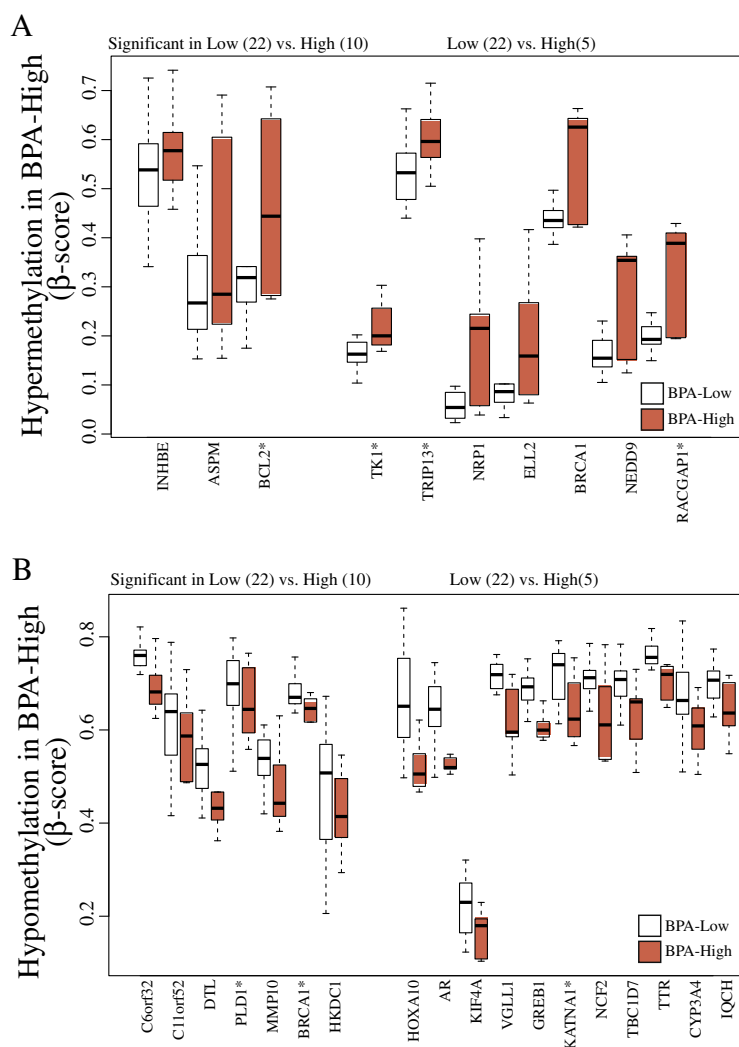 A
Significant in Low (22) vs. High (10)
Low (22) vs. High(5)
Hypermethylation in BPA-High
(β-score)
0.7
0.6
0.5
0.4
0.3
0.2
0.1
0.0
BPA-Low
BPA-High
INHBE
ASPM
BCL2*
TK1*
TRIP13*
NRP1
ELL2
BRCA1
NEDD9
RACGAP1*
B
Significant in Low (22) vs. High (10)
Low (22) vs. High(5)
Hypomethylation in BPA-High
(β-score)
0.8
0.6
0.4
0.2
BPA-Low
BPA-High
C6orf32
C11orf52
DTL
PLD1*
MMP10
BRCA1*
HKDC1
HOXA10
AR
KIF4A
VGLL1
GREB1
KATNA1*
NCF2
TBC1D7
TTR
CYP3A4
IQCH